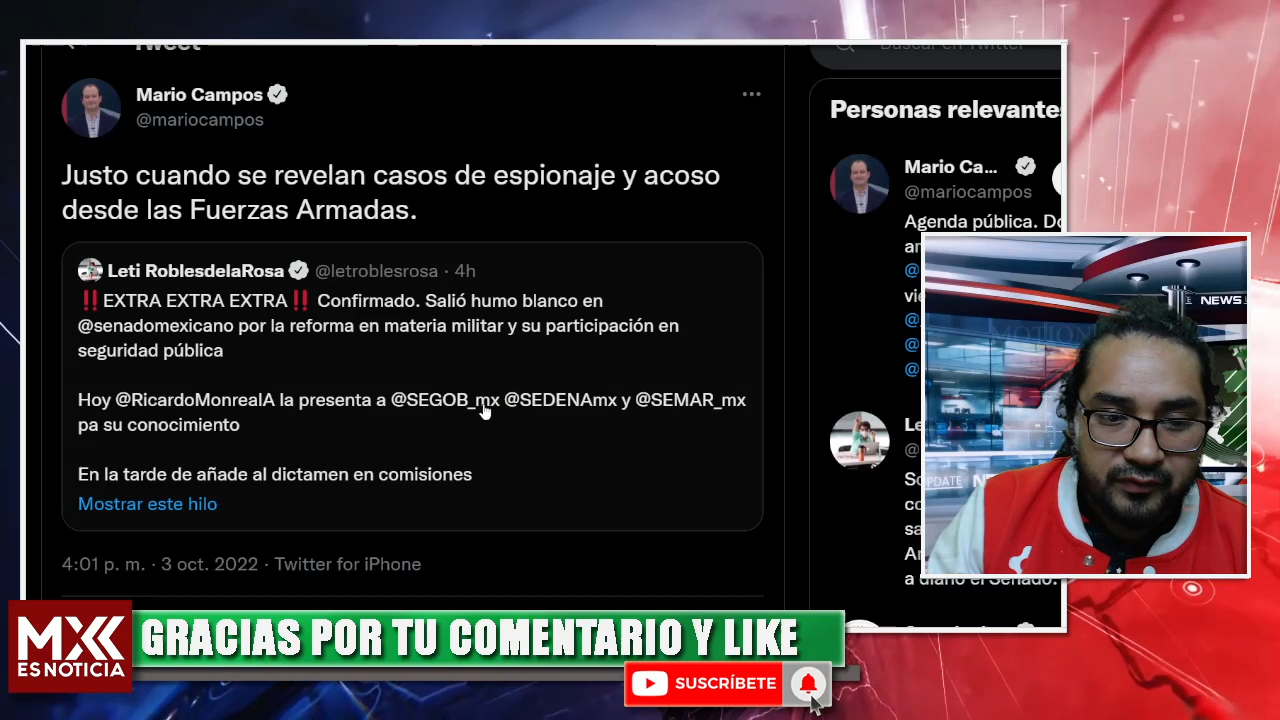 Tweet
Buscar en Twitter
Mario Campos
@mariocampos
Justo cuando se revelan casos de espionaje y acoso
desde las Fuerzas Armadas.
Leti RoblesdelaRosa @letroblesrosa · 4h
‼️EXTRA EXTRA EXTRA‼️ Confirmado. Salió humo blanco en
@senadomexicano por la reforma en materia militar y su participación en
seguridad pública
Hoy @RicardoMonrealA la presenta a @SEGOB_mx @SEDENAmx y @SEMAR_mx
pa su conocimiento
En la tarde de añade al dictamen en comisiones
Mostrar este hilo
4:01 p. m. · 3 oct. 2022 · Twitter for iPhone
Personas relevantes
Mario Ca...
@mariocampos
Agenda pública.
@
@
@
@
Le
@
a diario el Senado.
NEWS
MOTION
PDATE
MX
ES NOTICIA
GRACIAS POR TU COMENTARIO Y LIKE
SUSCRÍBETE